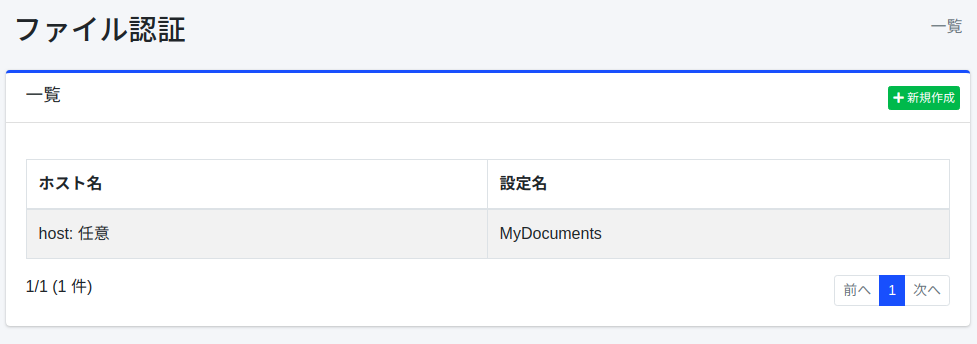 ファイル認証
一覧
一覧
新規作成
ホスト名 設定名
host: 任意 MyDocuments
1/1 (1 件)
前へ 1 次へ